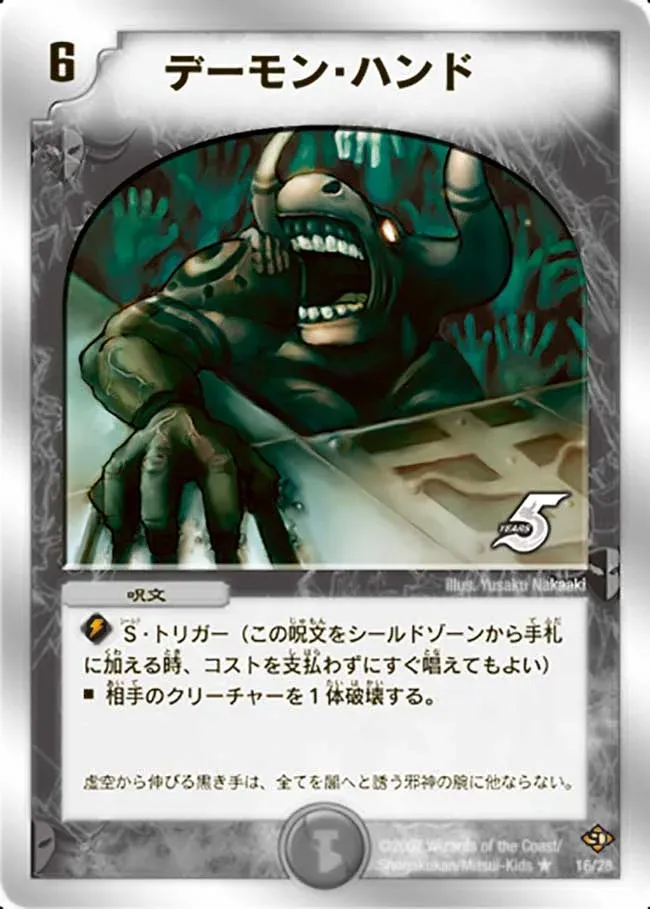 6
デーモン・ハンド
5
YEARS
Illus. Yusaku Nakaaki
呪文
S・トリガー（この呪文をシールドゾーンから手札
に加える時、コストを支払わずにすぐ唱えてもよい）
■ 相手のクリーチャーを１体破壊する。
虚空から伸びる黒き手は、全てを闇へと誘う邪神の腕に他ならない。
Wizards of the Coast/
Shogakukan/Mitsui-Kids ★
16/28